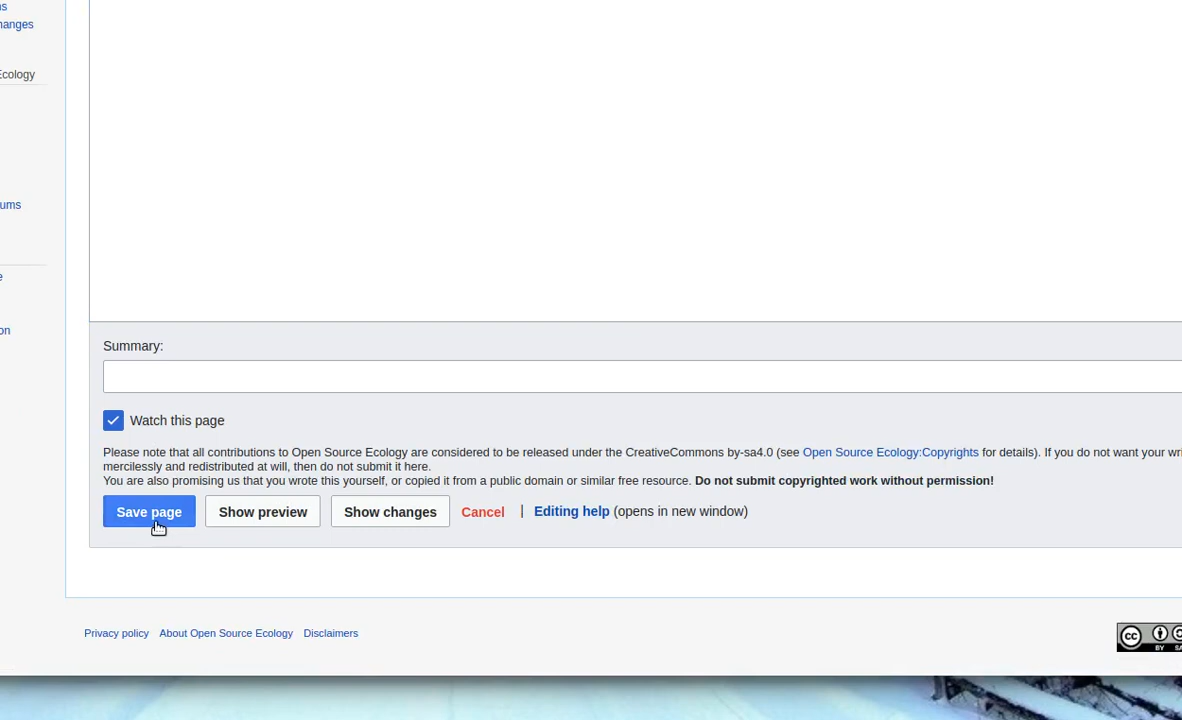 hanges
Ecology
ums
e
on
Summary:
Watch this page
Please note that all contributions to Open Source Ecology are considered to be released under the CreativeCommons by-sa4.0 (see Open Source Ecology:Copyrights for details). If you do not want your wri
mercilessly and redistributed at will, then do not submit it here.
You are also promising us that you wrote this yourself, or copied it from a public domain or similar free resource. Do not submit copyrighted work without permission!
Save page Show preview Show changes Cancel | Editing help (opens in new window)
Privacy policy About Open Source Ecology Disclaimers
cc BY SA